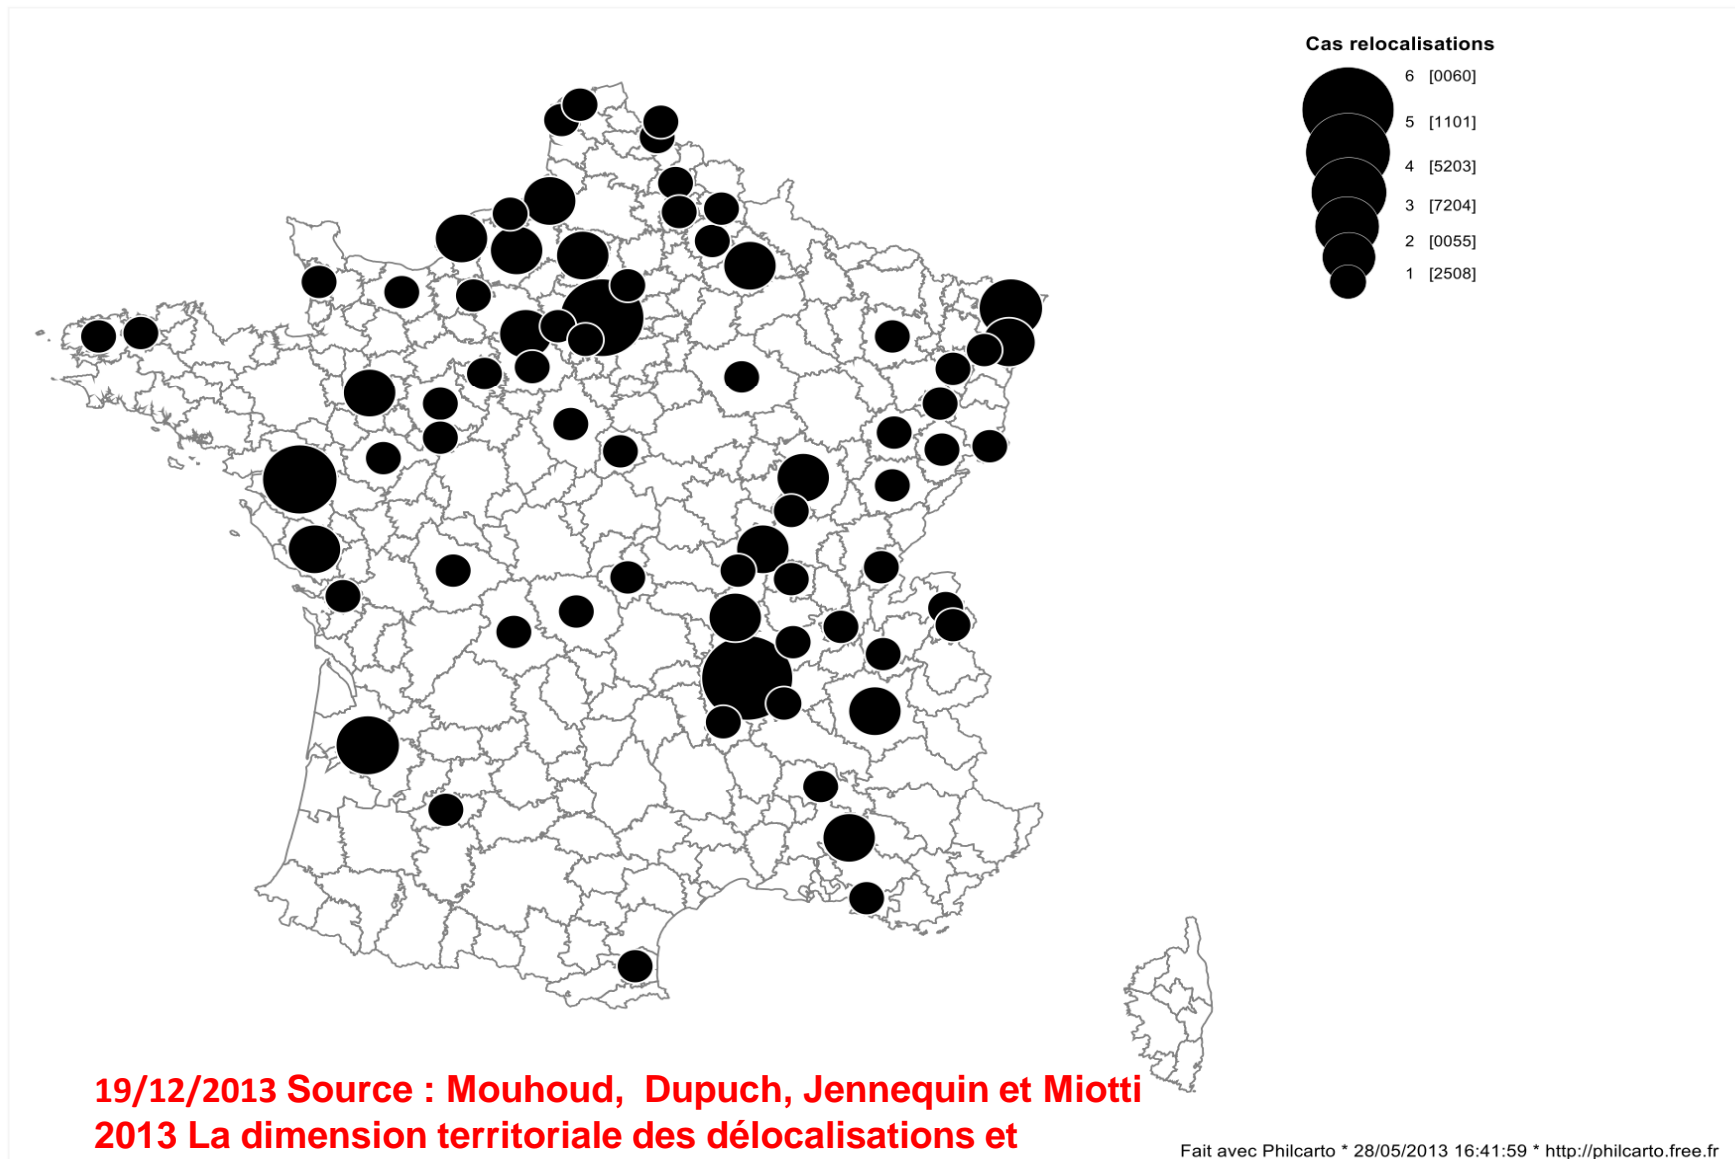 Cas relocalisations
6 [0060]
5 [1101]
4 [5203]
3 [7204]
2 [0055]
1 [2508]
19/12/2013 Source : Mouhoud, Dupuch, Jennequin et Miotti
2013 La dimension territoriale des délocalisations et
Fait avec Philcarto * 28/05/2013 16:41:59 * http://philcarto.free.fr